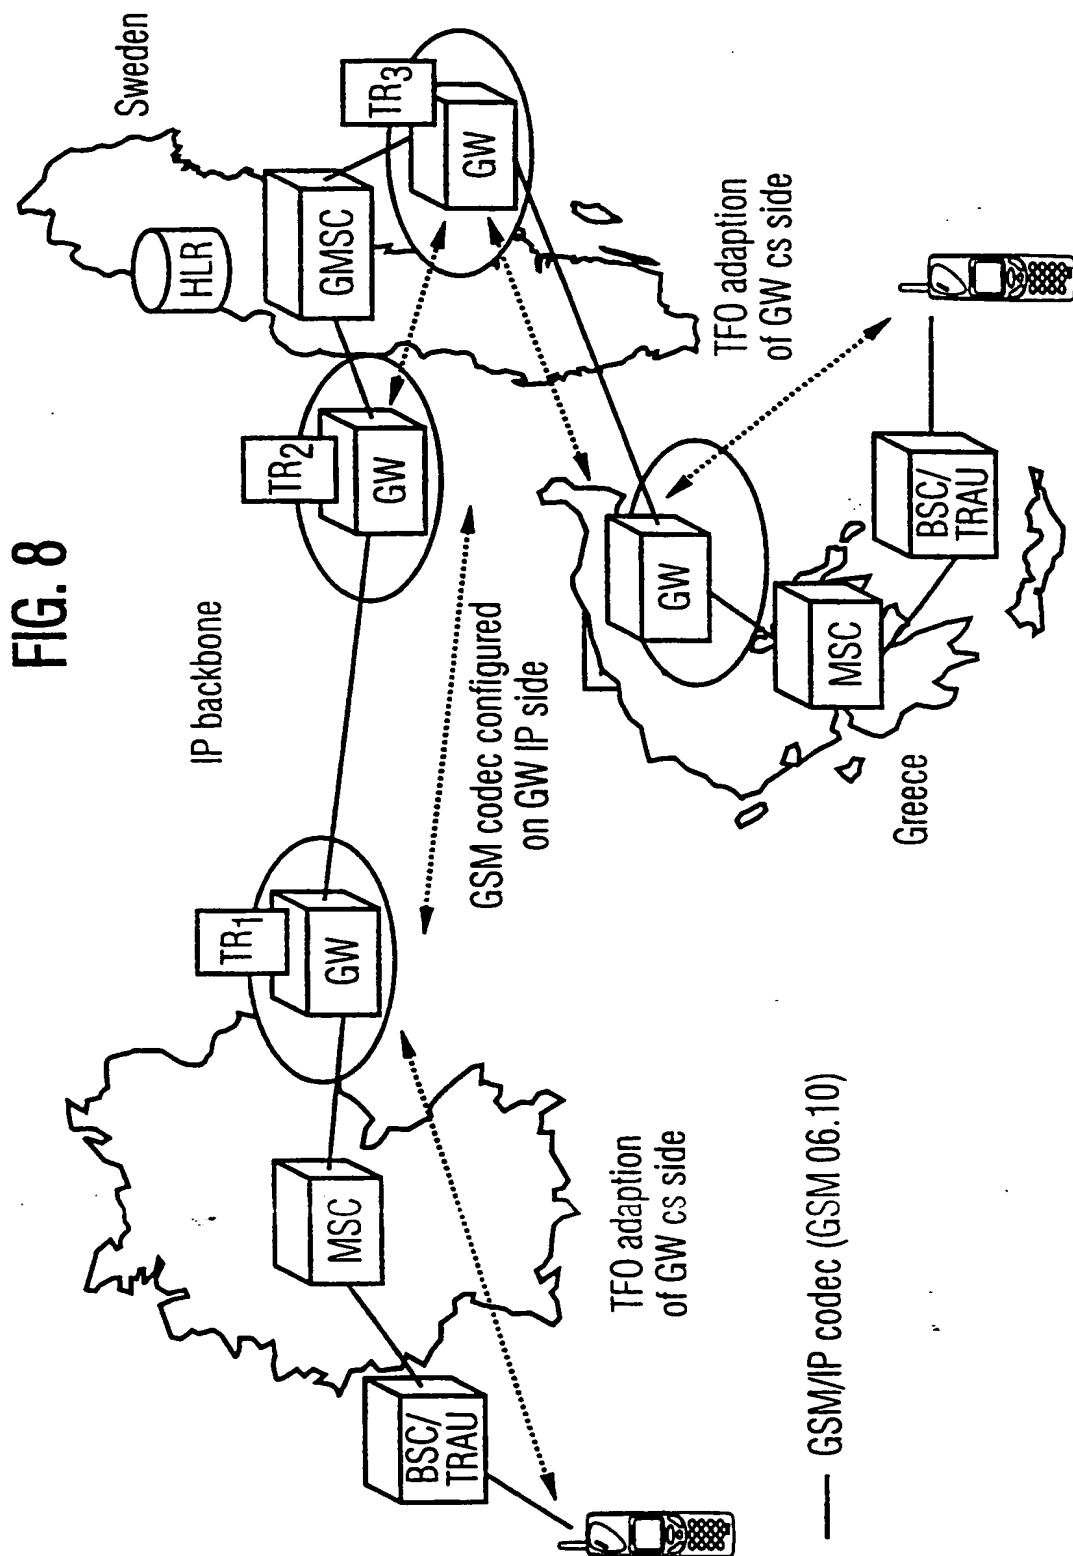 FIG. 8
Sweden
HLR
GMSC
TR3
GW
IP backbone
TR2
GW
TR1
GW
MSC
BSC/
TRAU
GSM codec configured
on GW IP side
TFO adaption
of GW cs side
TFO adaption
of GW cs side
GW
MSC
BSC/
TRAU
Greece
GSM/IP codec (GSM 06.10)